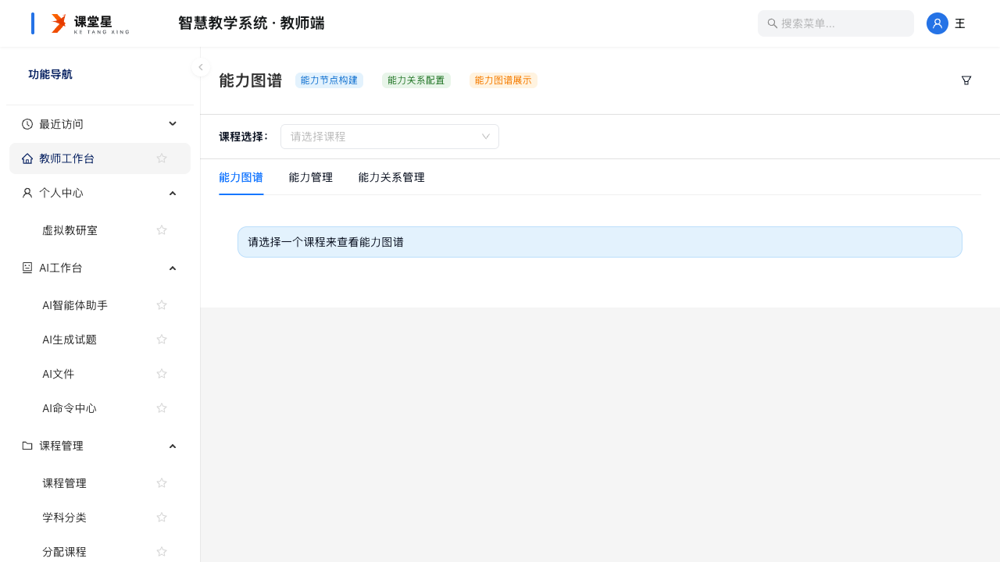 课堂星
KE TANG XING
智慧教学系统 · 教师端
搜索菜单...
王
功能导航
最近访问
教师工作台
个人中心
虚拟教研室
AI工作台
AI智能体助手
AI生成试题
AI文件
AI命令中心
课程管理
课程管理
学科分类
分配课程
能力图谱
能力节点构建
能力关系配置
能力图谱展示
课程选择：
请选择课程
能力图谱
能力管理
能力关系管理
请选择一个课程来查看能力图谱